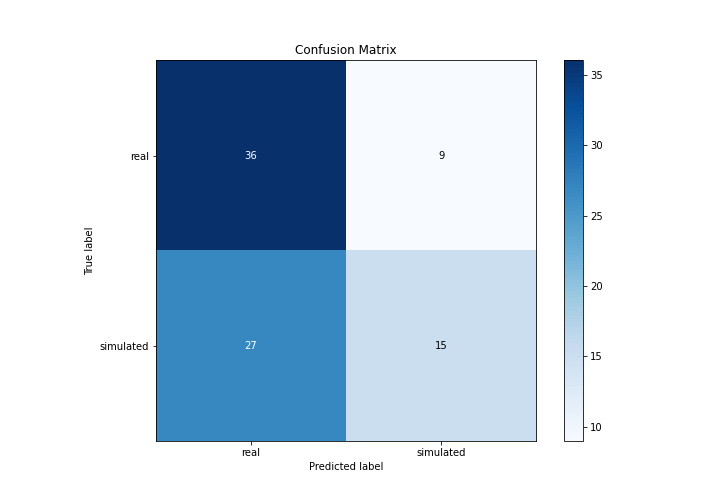 Confusion Matrix
35
real
36
9
30
25
True label
20
simulated
27
15
15
10
real
simulated
Predicted label